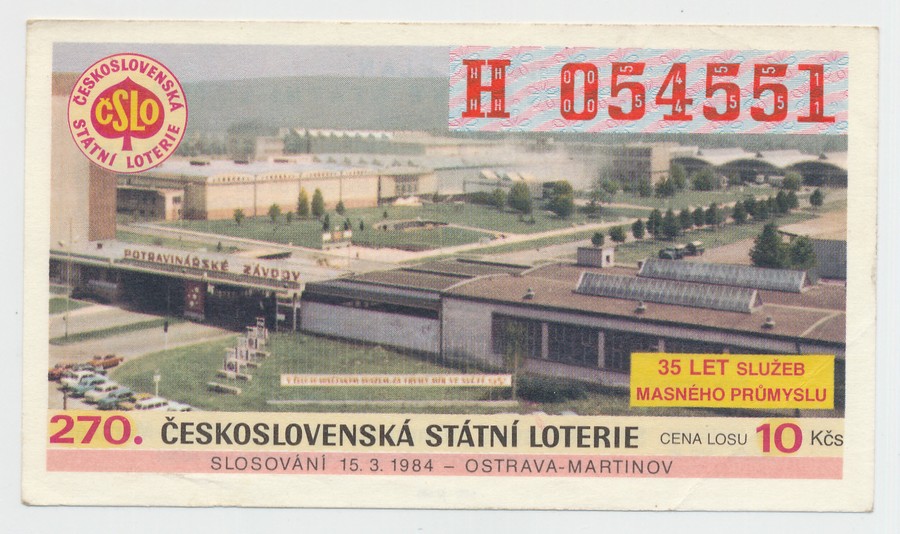 ČESKOSLOVENSKÁ
ČSLO
STÁTNÍ LOTERIE
H 054551
POTRAVINÁŘSKÉ ZÁVODY
35 LET SLUŽEB
MASNÉHO PRŮMYSLU
270. ČESKOSLOVENSKÁ STÁTNÍ LOTERIE CENA LOSU 10 Kčs
SLOSOVÁNÍ 15. 3. 1984 – OSTRAVA-MARTINOV